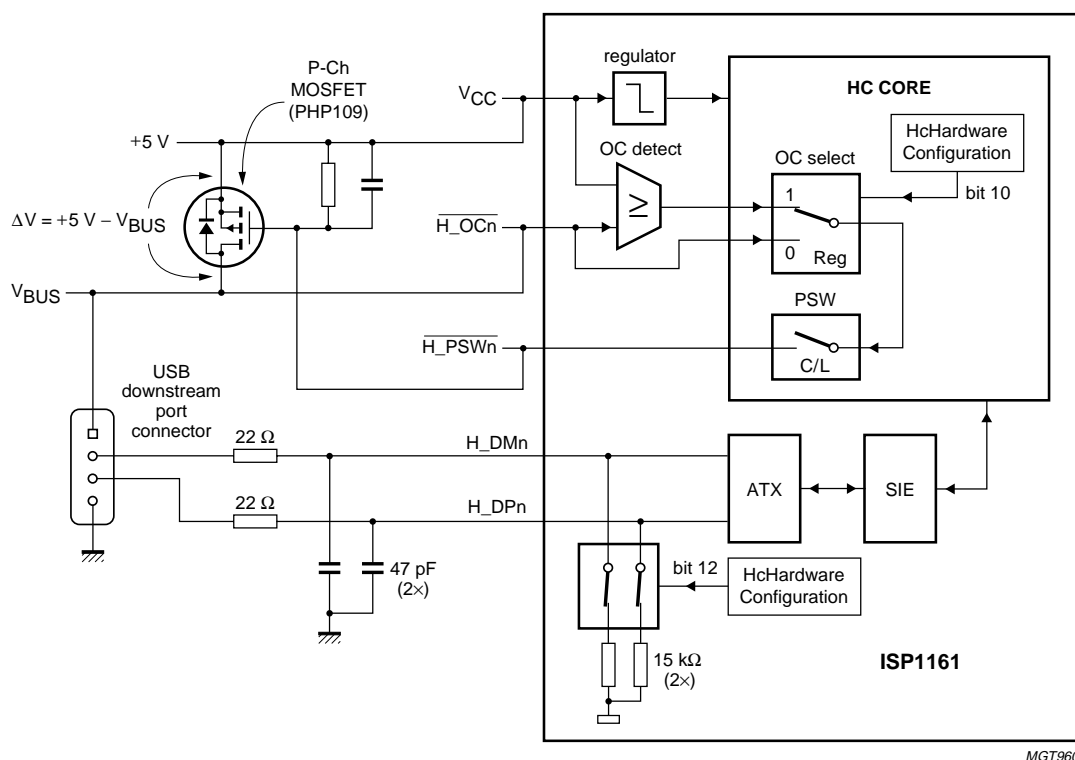 P-Ch
MOSFET
(PHP109)
+5 V
ΔV = +5 V − VBUS
VBUS
USB
downstream
port
connector
22 Ω
22 Ω
47 pF
(2×)
VCC
H_OCn
H_PSWn
H_DMn
H_DPn
regulator
OC detect
≥
HC CORE
HcHardware
Configuration
bit 10
OC select
1
0
Reg
PSW
C/L
ATX
SIE
bit 12
HcHardware
Configuration
15 kΩ
(2×)
ISP1161
MGT960